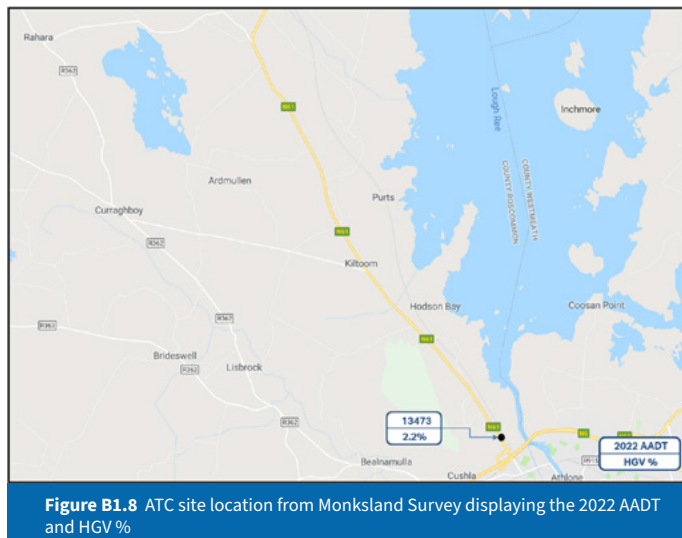 Rahara
R362
N61
Lough Ree
Inchmore
COUNTY WESTMEATH
COUNTY ROSCOMMON
Ardmullen
Purts
Curraghboy
R362
N61
Kiltoom
Hodson Bay
Coosan Point
R363
N61
Brideswell
R362
R362
Lisbrock
R362
13473
2.2%
N61
N6
2022 AADT
HGV %
Bealnamulla
Cushla
Athlone
Figure B1.8 ATC site location from Monksland Survey displaying the 2022 AADT
and HGV %